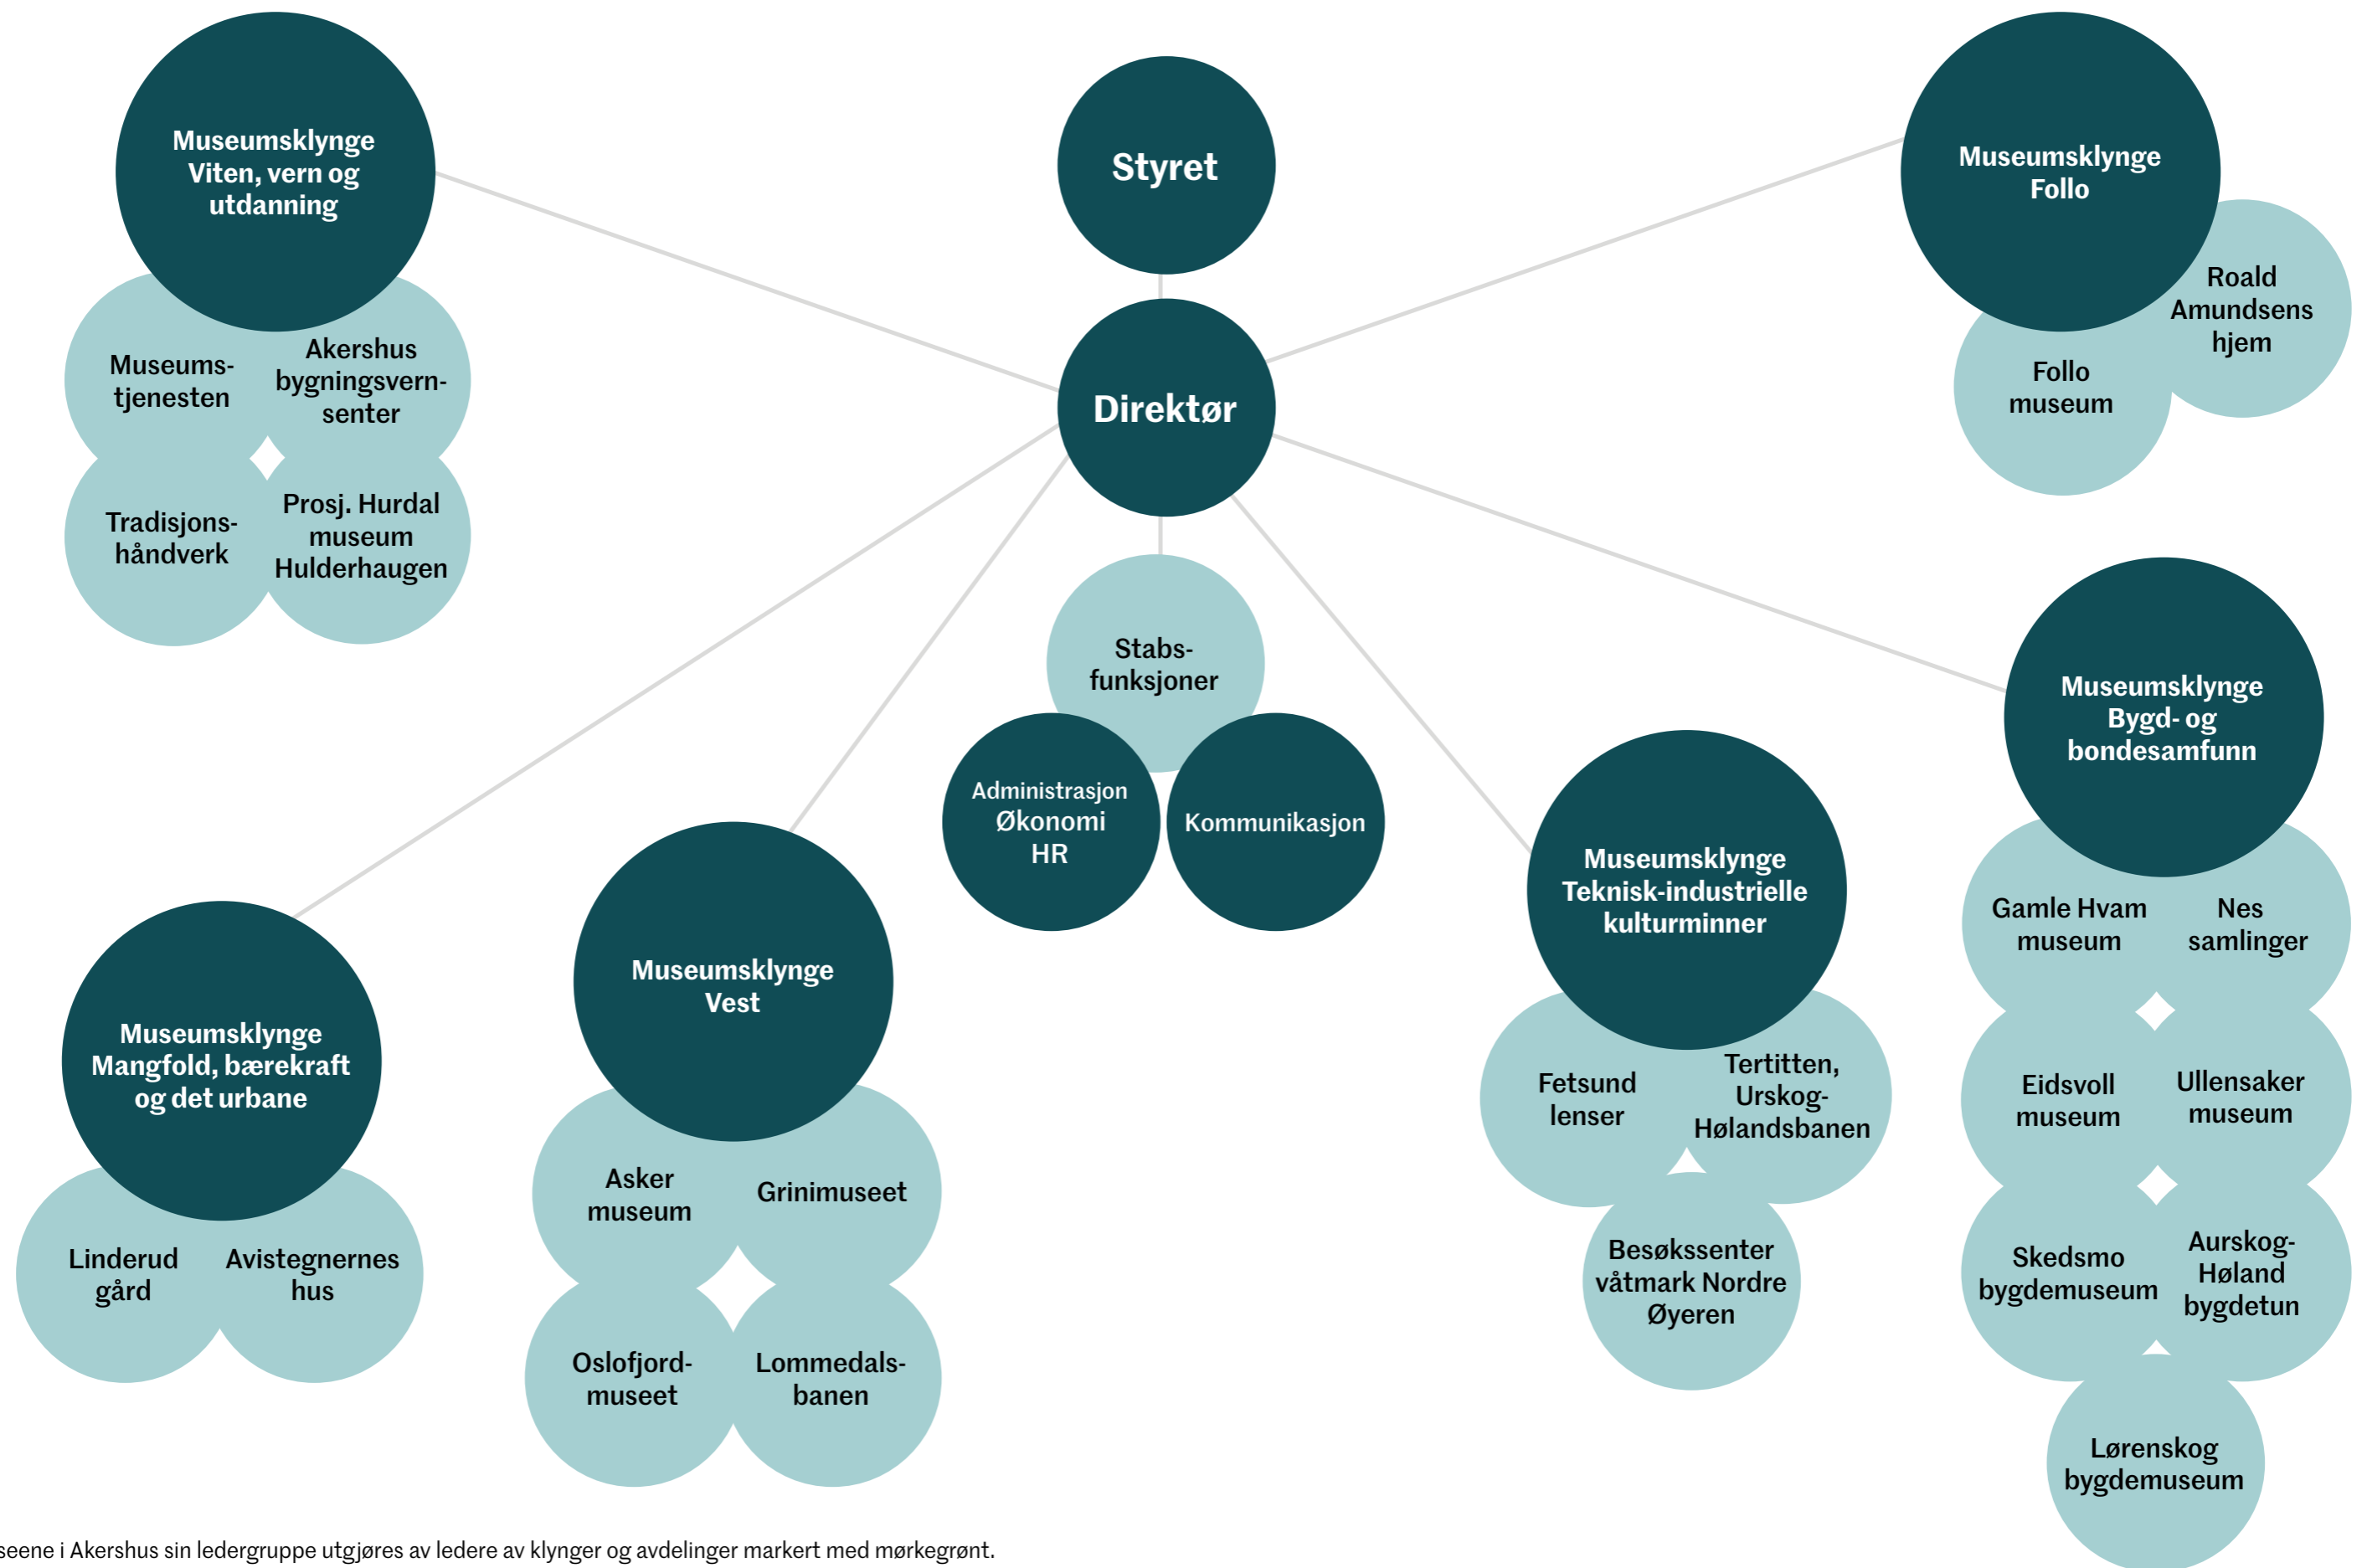 Museumsklynge
Viten, vern og
utdanning
Museums-
tjenesten
Akershus
bygningsvern-
senter
Tradisjons-
håndverk
Prosj. Hurdal
museum
Hulderhaugen
Styret
Direktør
Stabs-
funksjoner
Administrasjon
Økonomi
HR
Kommunikasjon
Museumsklynge
Follo
Roald
Amundsens
hjem
Follo
museum
Museumsklynge
Mangfold, bærekraft
og det urbane
Linderud
gård
Avistegnernes
hus
Museumsklynge
Vest
Asker
museum
Grinimuseet
Oslofjord-
museet
Lommedals-
banen
Museumsklynge
Teknisk-industrielle
kulturminner
Fetsund
lenser
Tertitten,
Urskog-
Hølandsbanen
Besøkssenter
våtmark Nordre
Øyeren
Museumsklynge
Bygd- og
bondesamfunn
Gamle Hvam
museum
Nes
samlinger
Eidsvoll
museum
Ullensaker
museum
Skedsmo
bygdemuseum
Aurskog-
Høland
bygdetun
Lørenskog
bygdemuseum
seene i Akershus sin ledergruppe utgjøres av ledere av klynger og avdelinger markert med mørkegrønt.